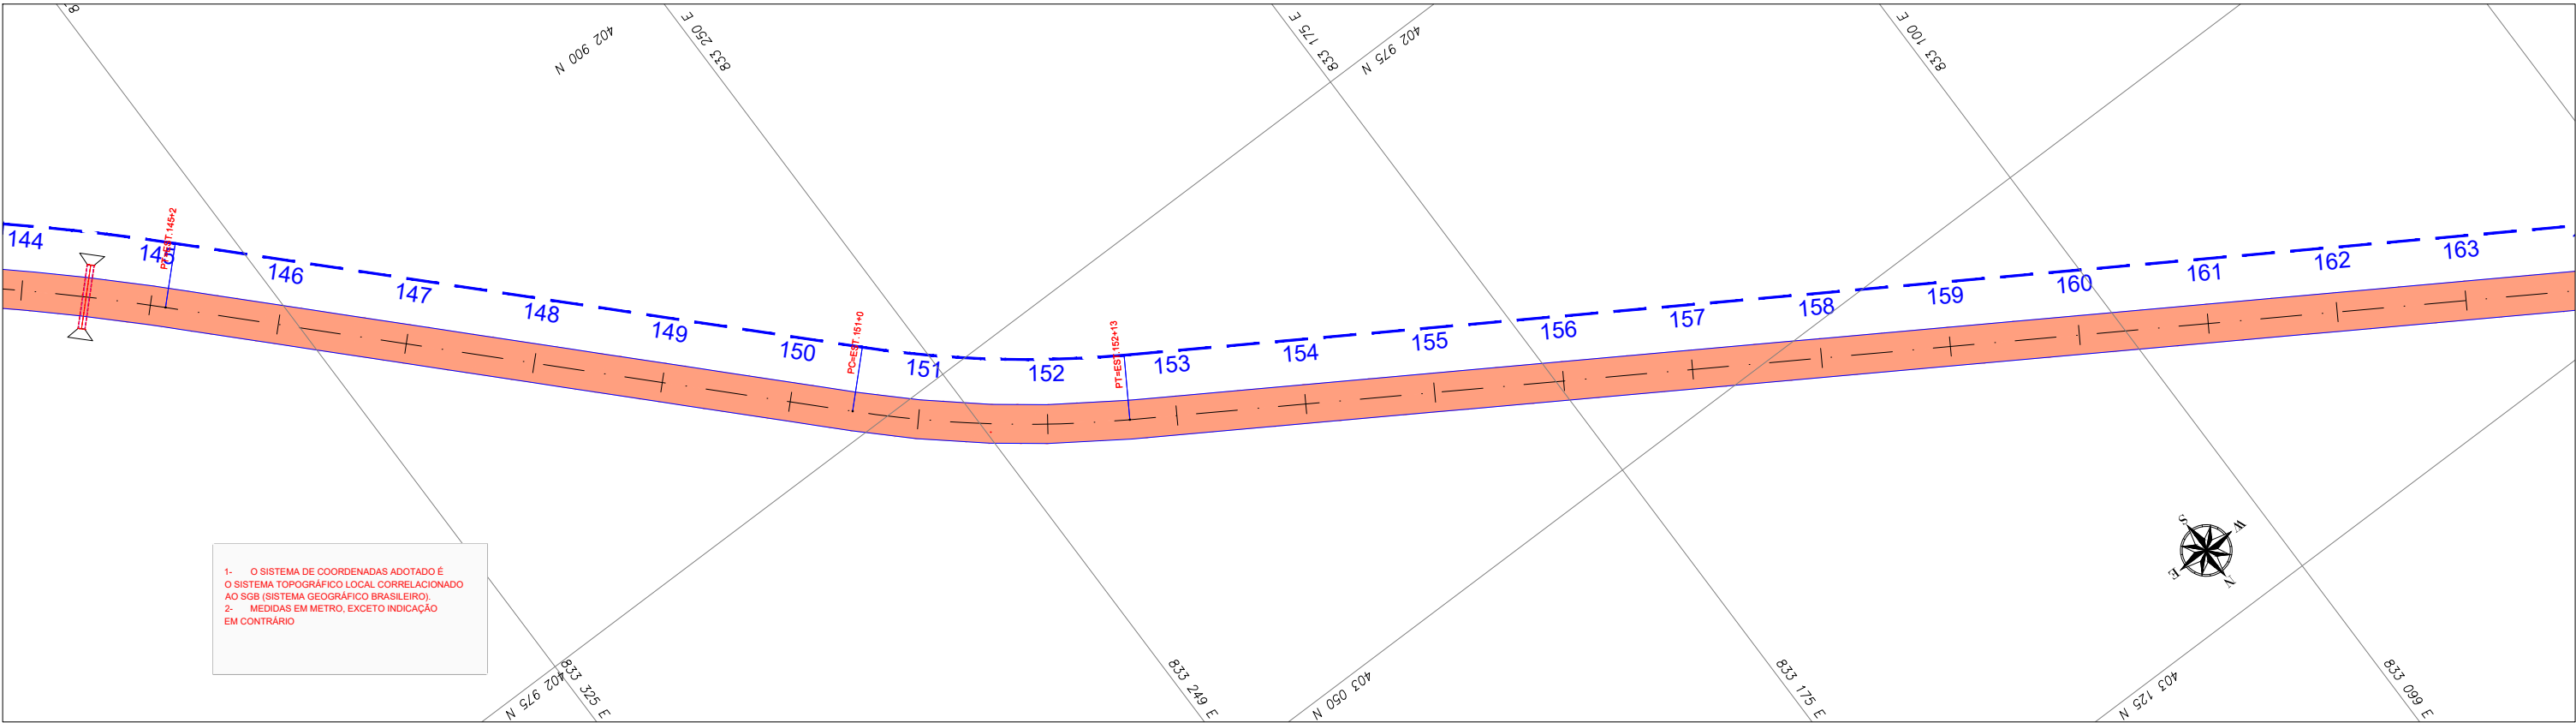 402 900 N
833 250 E
833 175 E
402 975 N
833 100 E
PT=EST.145+2
144
145
146
147
148
149
150
PC=EST.151+0
151
152
PT=EST.152+13
153
154
155
156
157
158
159
160
161
162
163
S
W
E
N
1- O SISTEMA DE COORDENADAS ADOTADO É
O SISTEMA TOPOGRÁFICO LOCAL CORRELACIONADO
AO SGB (SISTEMA GEOGRÁFICO BRASILEIRO).
2- MEDIDAS EM METRO, EXCETO INDICAÇÃO
EM CONTRÁRIO
402 975 N
833 325 E
833 249 E
403 050 N
833 175 E
403 125 N
833 099 E